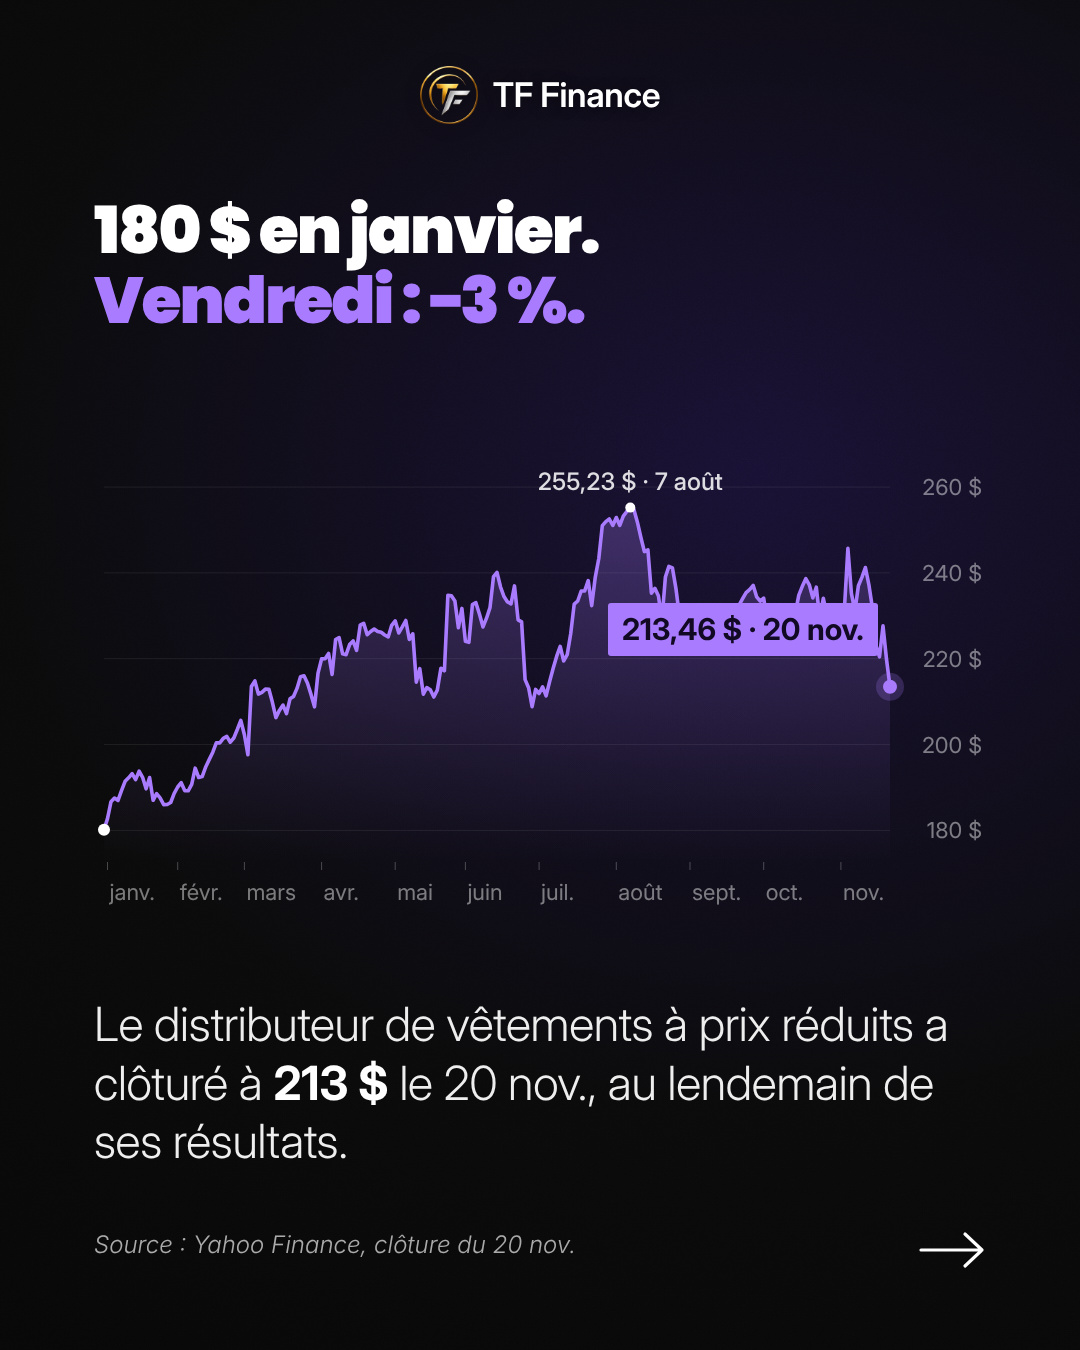 TF Finance
180 $ en janvier.
Vendredi : −3 %.
255,23 $ · 7 août
260 $
240 $
213,46 $ · 20 nov.
220 $
200 $
180 $
janv. févr. mars avr. mai juin juil. août sept. oct. nov.
Le distributeur de vêtements à prix réduits a
clôturé à 213 $ le 20 nov., au lendemain de
ses résultats.
Source : Yahoo Finance, clôture du 20 nov.